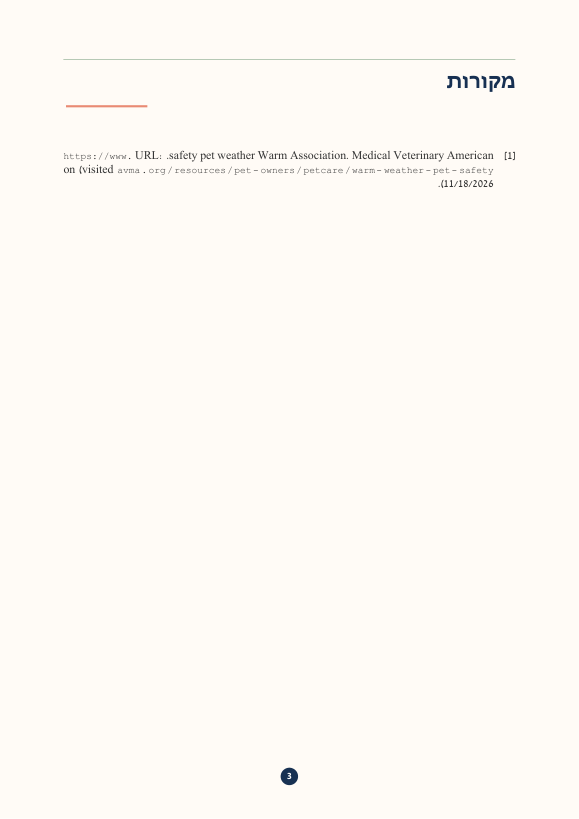 מקורות
[1] American Veterinary Medical Association. Warm weather pet safety. URL: https://www.
avma.org/resources/pet-owners/petcare/warm-weather-pet-safety (visited on
11/18/2026).
3